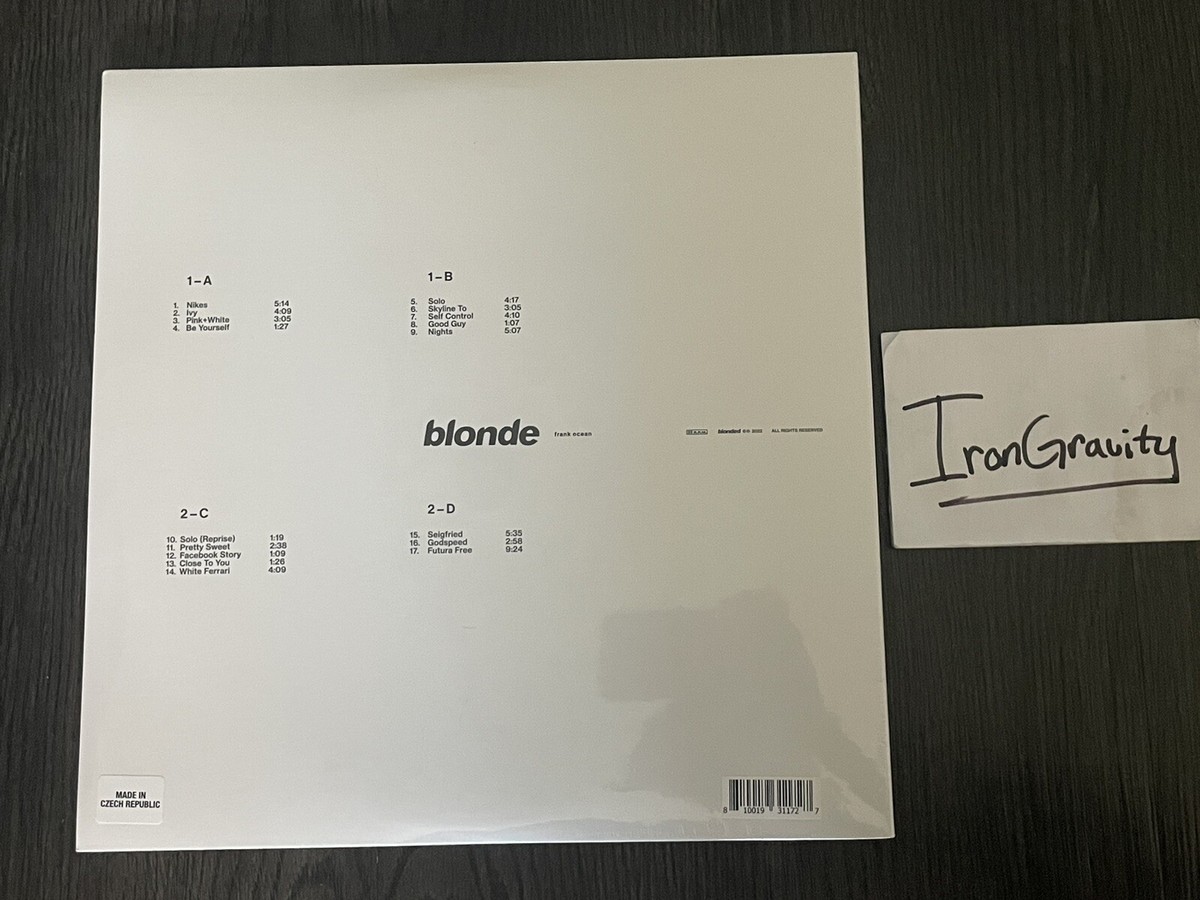 1-A
1. Nikes 5:14
2. Ivy 4:09
3. Pink+White 3:05
4. Be Yourself 1:27
1-B
5. Solo 4:17
6. Skyline To 3:05
7. Self Control 4:10
8. Good Guy 1:07
9. Nights 5:07
blonde frank ocean
blonded ©℗ 2022 ALL RIGHTS RESERVED
IronGravity
2-C
10. Solo (Reprise) 1:19
11. Pretty Sweet 2:38
12. Facebook Story 1:09
13. Close To You 1:26
14. White Ferrari 4:09
2-D
15. Seigfried 5:35
16. Godspeed 2:58
17. Futura Free 9:24
MADE IN
CZECH REPUBLIC
8 10019 31172 7